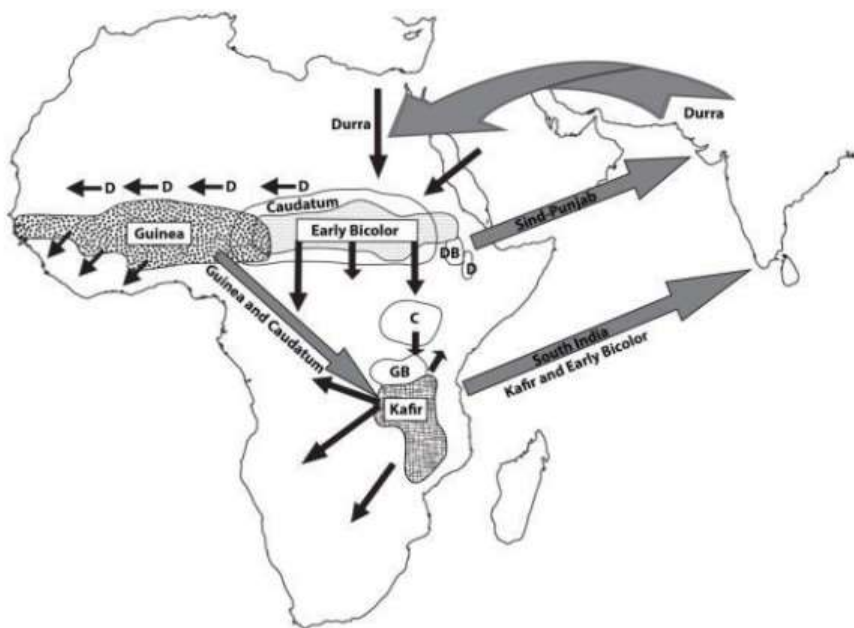 Durra
Durra
D D D D
Caudatum
Guinea
Early Bicolor
Sind-Punjab
DB
D
Guinea and Caudatum
C
South India
Kafir and Early Bicolor
GB
Kafir